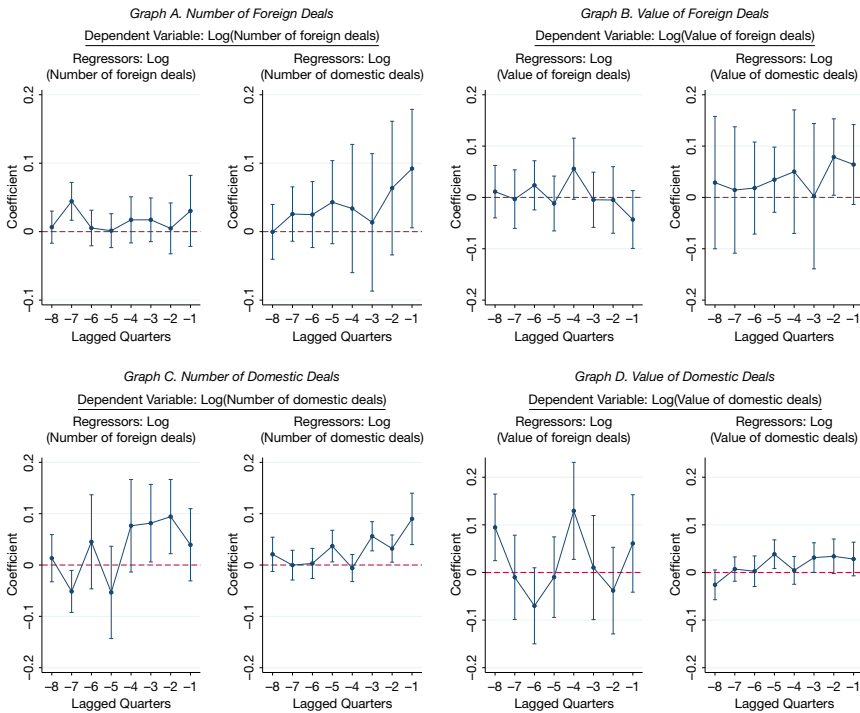 Graph A. Number of Foreign Deals
Dependent Variable: Log(Number of foreign deals)
Regressors: Log
(Number of foreign deals)
Regressors: Log
(Number of domestic deals)
0.2
0.1
0
−0.1
Coefficient
−8 −7 −6 −5 −4 −3 −2 −1
Lagged Quarters
0.2
0.1
0
−0.1
Coefficient
−8 −7 −6 −5 −4 −3 −2 −1
Lagged Quarters
Graph B. Value of Foreign Deals
Dependent Variable: Log(Value of foreign deals)
Regressors: Log
(Value of foreign deals)
Regressors: Log
(Value of domestic deals)
0.2
0.1
0
−0.1
−0.2
Coefficient
−8 −7 −6 −5 −4 −3 −2 −1
Lagged Quarters
0.2
0.1
0
−0.1
−0.2
Coefficient
−8 −7 −6 −5 −4 −3 −2 −1
Lagged Quarters
Graph C. Number of Domestic Deals
Dependent Variable: Log(Number of domestic deals)
Regressors: Log
(Number of foreign deals)
Regressors: Log
(Number of domestic deals)
0.2
0.1
0
−0.1
−0.2
Coefficient
−8 −7 −6 −5 −4 −3 −2 −1
Lagged Quarters
0.2
0.1
0
−0.1
−0.2
Coefficient
−8 −7 −6 −5 −4 −3 −2 −1
Lagged Quarters
Graph D. Value of Domestic Deals
Dependent Variable: Log(Value of domestic deals)
Regressors: Log
(Value of foreign deals)
Regressors: Log
(Value of domestic deals)
0.2
0.1
0
−0.1
−0.2
Coefficient
−8 −7 −6 −5 −4 −3 −2 −1
Lagged Quarters
0.2
0.1
0
−0.1
−0.2
Coefficient
−8 −7 −6 −5 −4 −3 −2 −1
Lagged Quarters